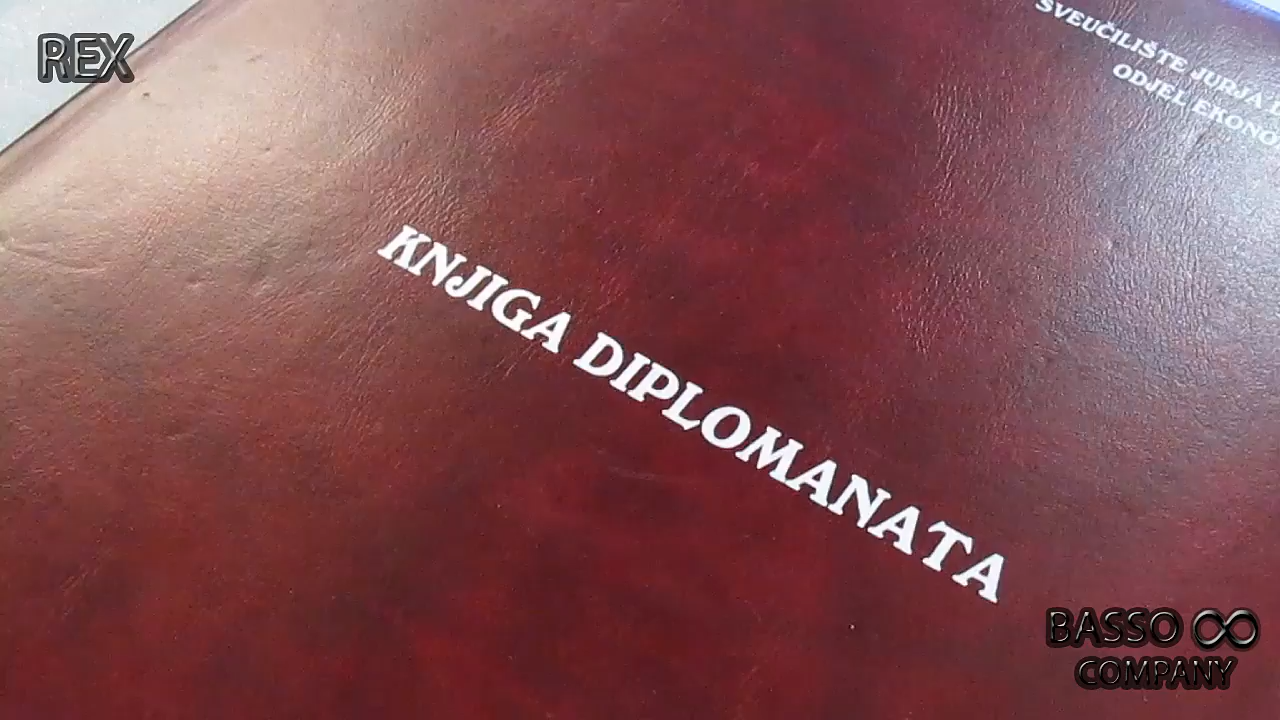 REX
SVEUČILIŠTE JURJA
ODJEL
KNJIGA DIPLOMANATA
BASSO ∞
COMPANY